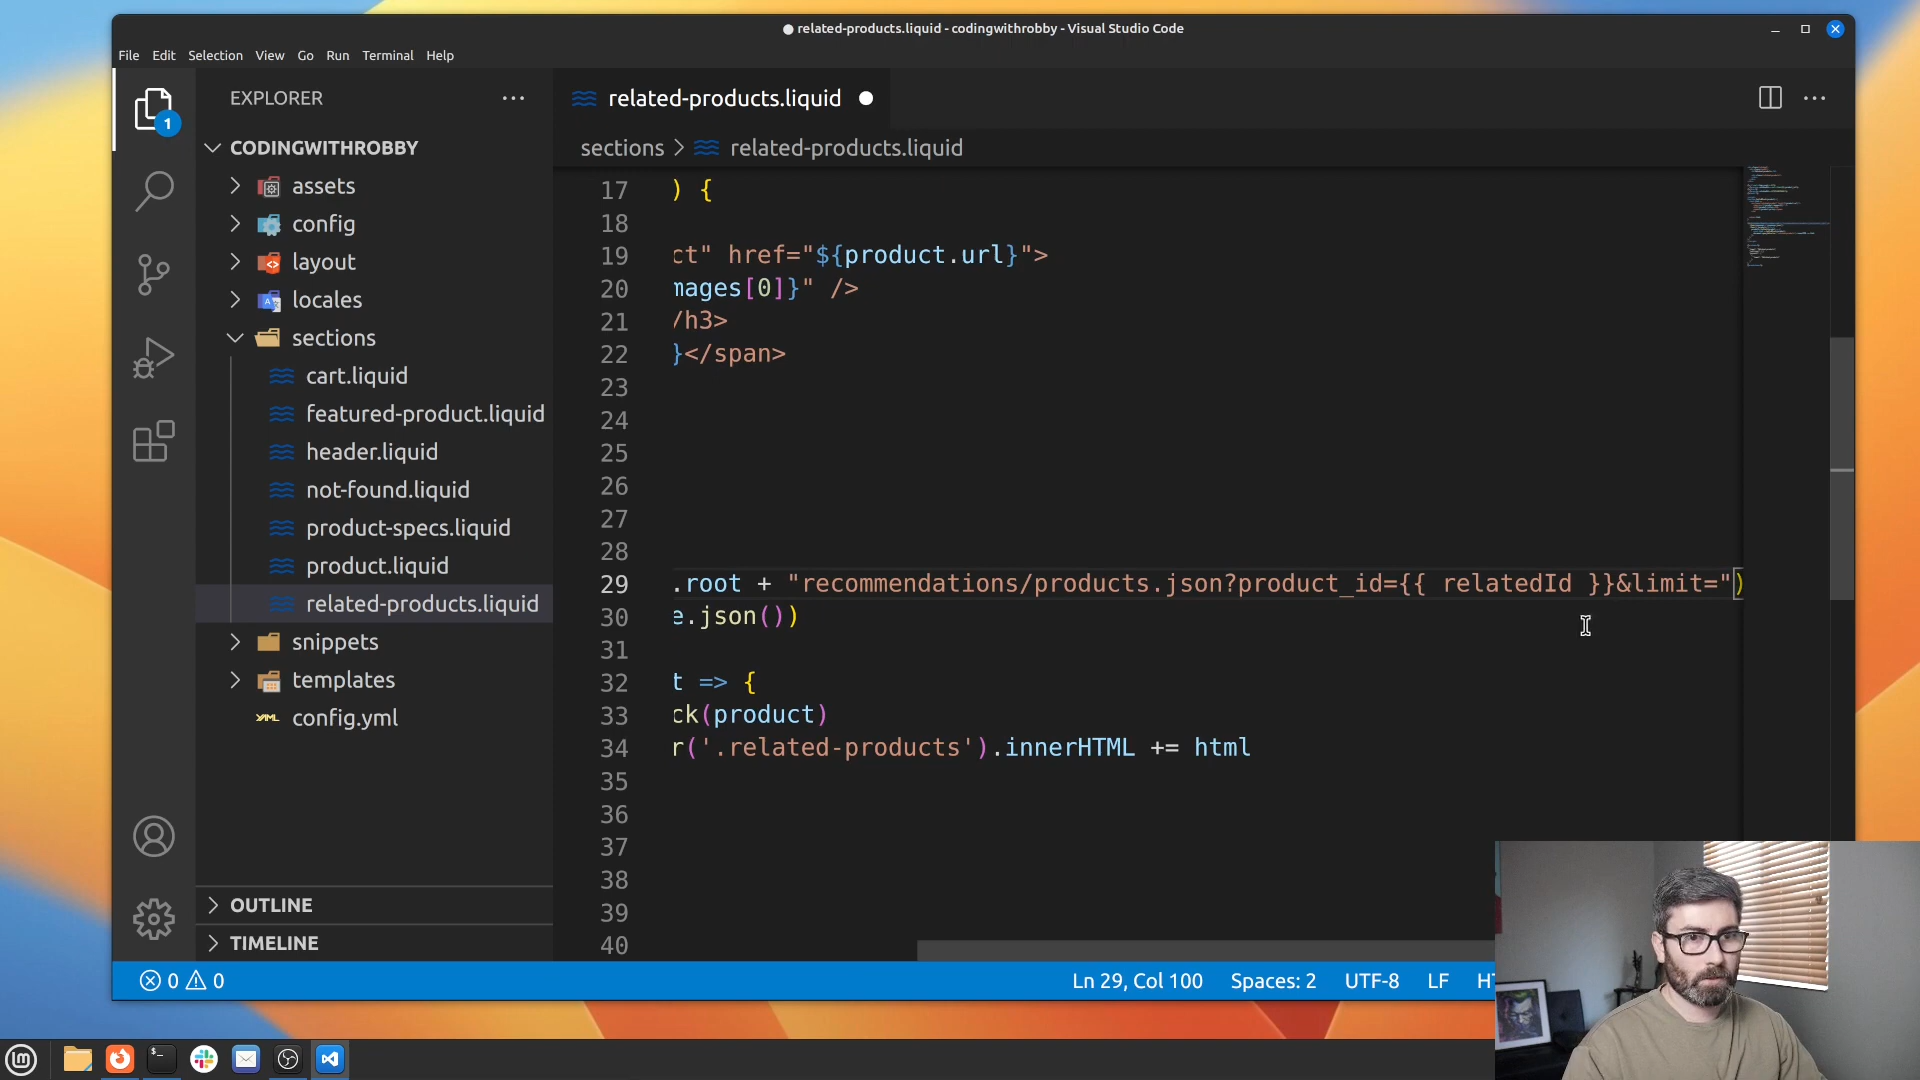 related-products.liquid - codingwithrobby - Visual Studio Code
File Edit Selection View Go Run Terminal Help
EXPLORER
related-products.liquid
1
CODINGWITHROBBY
sections > related-products.liquid
assets
config
layout
locales
sections
cart.liquid
featured-product.liquid
header.liquid
not-found.liquid
product-specs.liquid
product.liquid
related-products.liquid
snippets
templates
config.yml
OUTLINE
TIMELINE
17 ) {
18
19 ct" href="${product.url}">
20 mages[0]}" />
21 /h3>
22 }</span>
23
24
25
26
27
28
29 .root + "recommendations/products.json?product_id={{ relatedId }}&limit=")
30 e.json())
31
32 t => {
33 ck(product)
34 r('.related-products').innerHTML += html
35
36
37
38
39
40
0 0
Ln 29, Col 100 Spaces: 2 UTF-8 LF